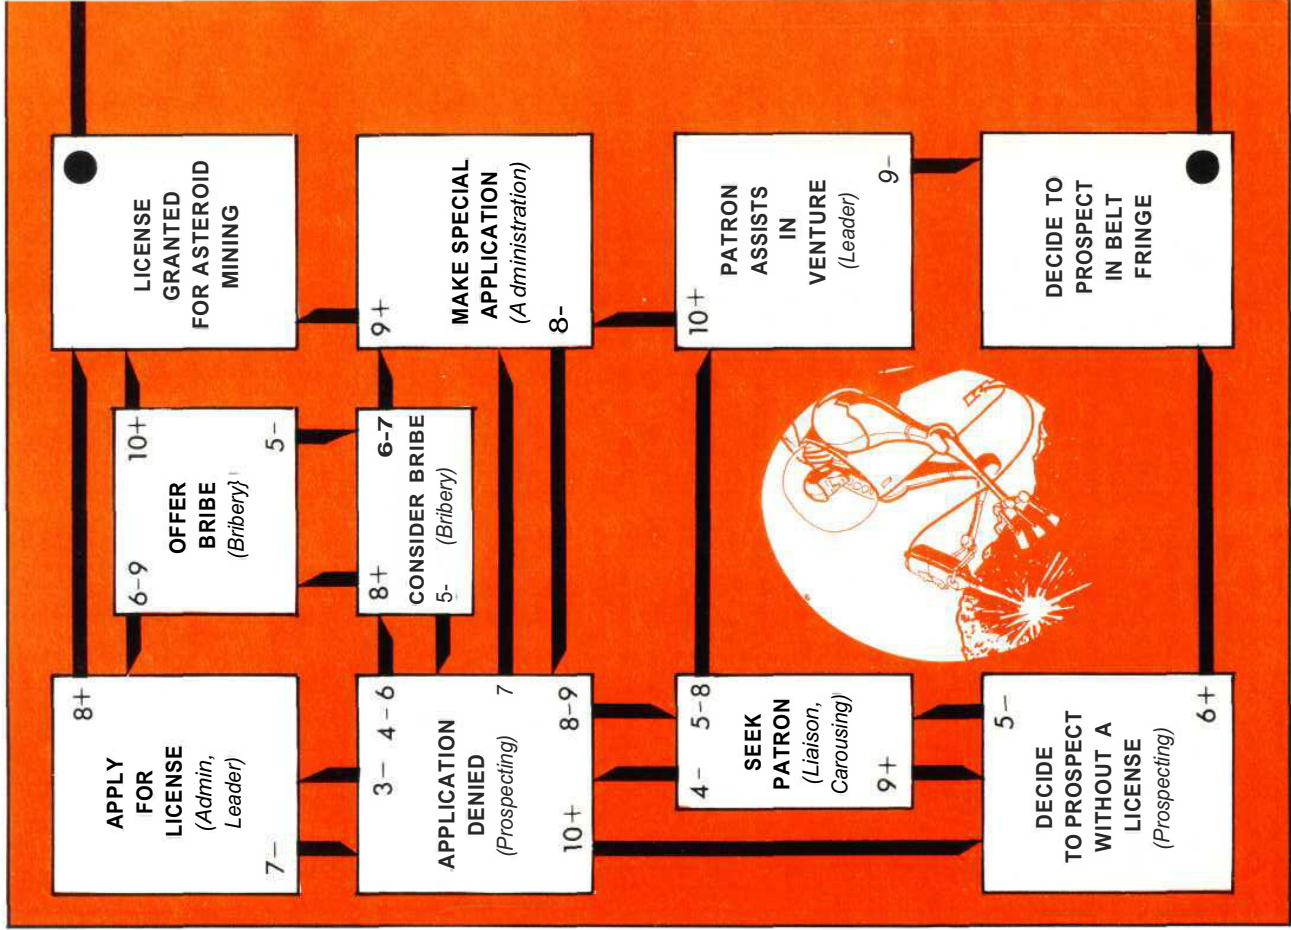 APPLY
FOR
LICENSE
(Admin,
Leader)
8+
7–
OFFER
BRIBE
(Bribery}
6-9
10+
5-
LICENSE
GRANTED
FOR ASTEROID
MINING
APPLICATION
DENIED
(Prospecting)
3–
4-6
7
8-9
10+
8+
6-7
CONSIDER BRIBE
5-
(Bribery)
9+
MAKE SPECIAL
APPLICATION
(Administration)
8-
4-
5-8
SEEK
PATRON
(Liaison,
Carousing)
9+
10+
PATRON
ASSISTS
IN
VENTURE
(Leader)
9–
5–
DECIDE
TO PROSPECT
WITHOUT A
LICENSE
(Prospecting)
6+
DECIDE TO
PROSPECT
IN BELT
FRINGE